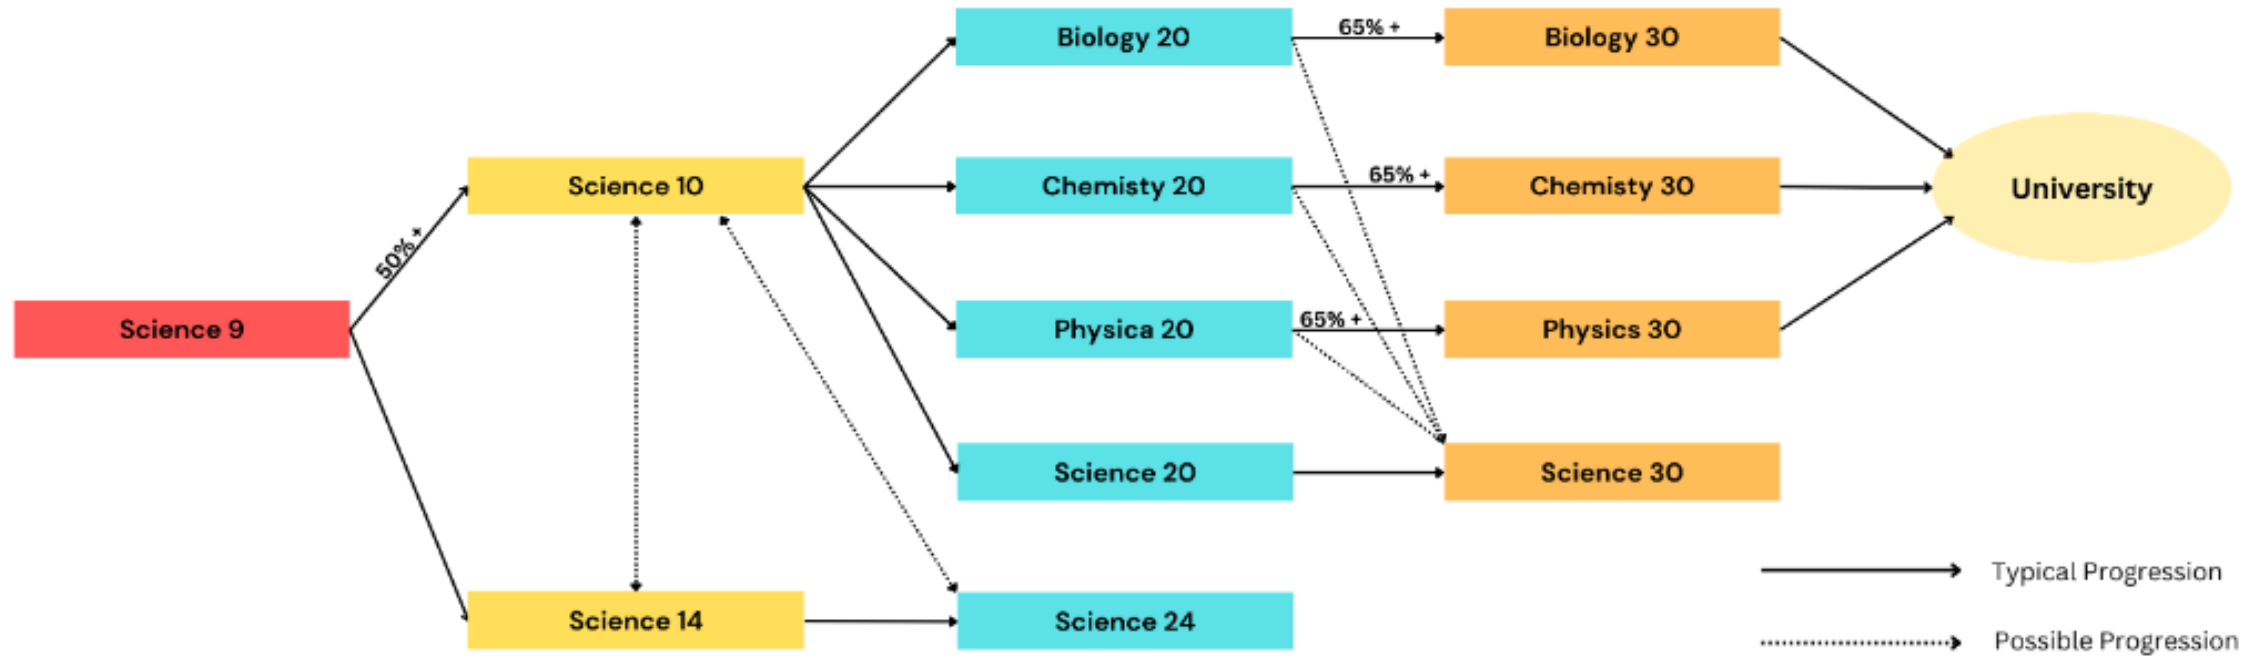 Biology 20
65% +
Biology 30
Science 10
Chemisty 20
65% +
Chemisty 30
University
50% +
Science 9
Physica 20
65% +
Physics 30
Science 20
Science 30
Typical Progression
Science 14
Science 24
Possible Progression